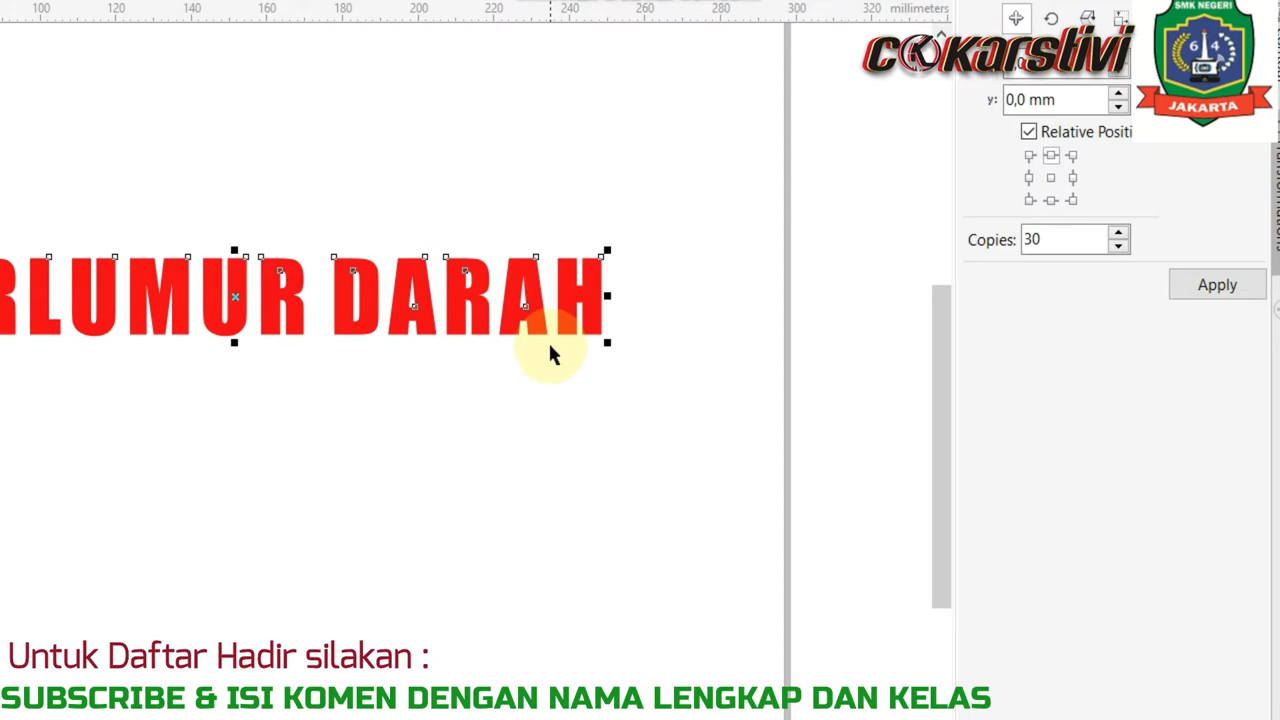 100 120 140 160 180 200 220 240 260 280 300 320 millimeters
SMK NEGERI
64
JAKARTA
cokarstivi
y: 0,0 mm
Relative Positi
RLUMUR DARAH
Copies: 30
Apply
Untuk Daftar Hadir silakan :
SUBSCRIBE & ISI KOMEN DENGAN NAMA LENGKAP DAN KELAS